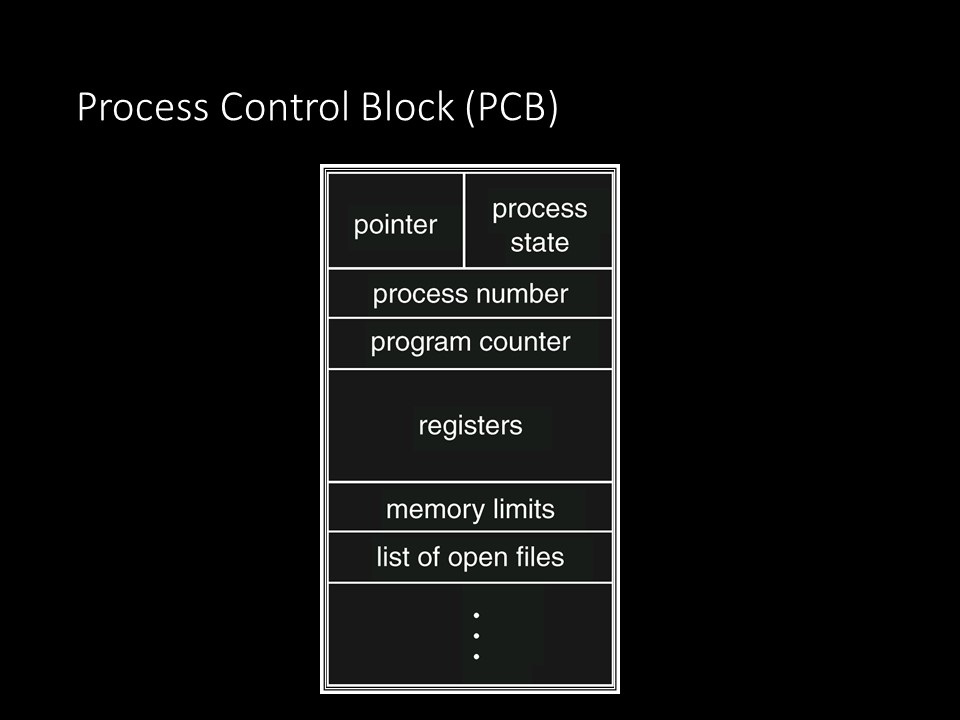 Process Control Block (PCB)
pointer
process
state
process number
program counter
registers
memory limits
list of open files